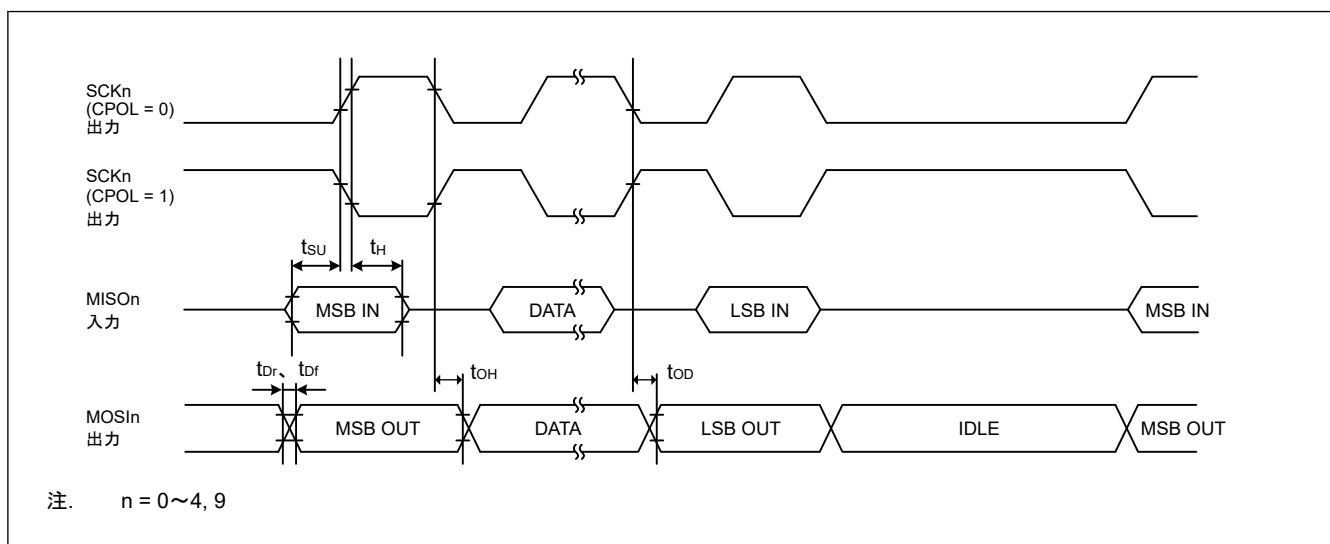 SCKn
(CPOL = 0)
出力
SCKn
(CPOL = 1)
出力
tSU
tH
MISOn
入力
MSB IN
DATA
LSB IN
MSB IN
tDr、tDf
tOH
tOD
MOSIn
出力
MSB OUT
DATA
LSB OUT
IDLE
MSB OUT
注. n = 0～4, 9